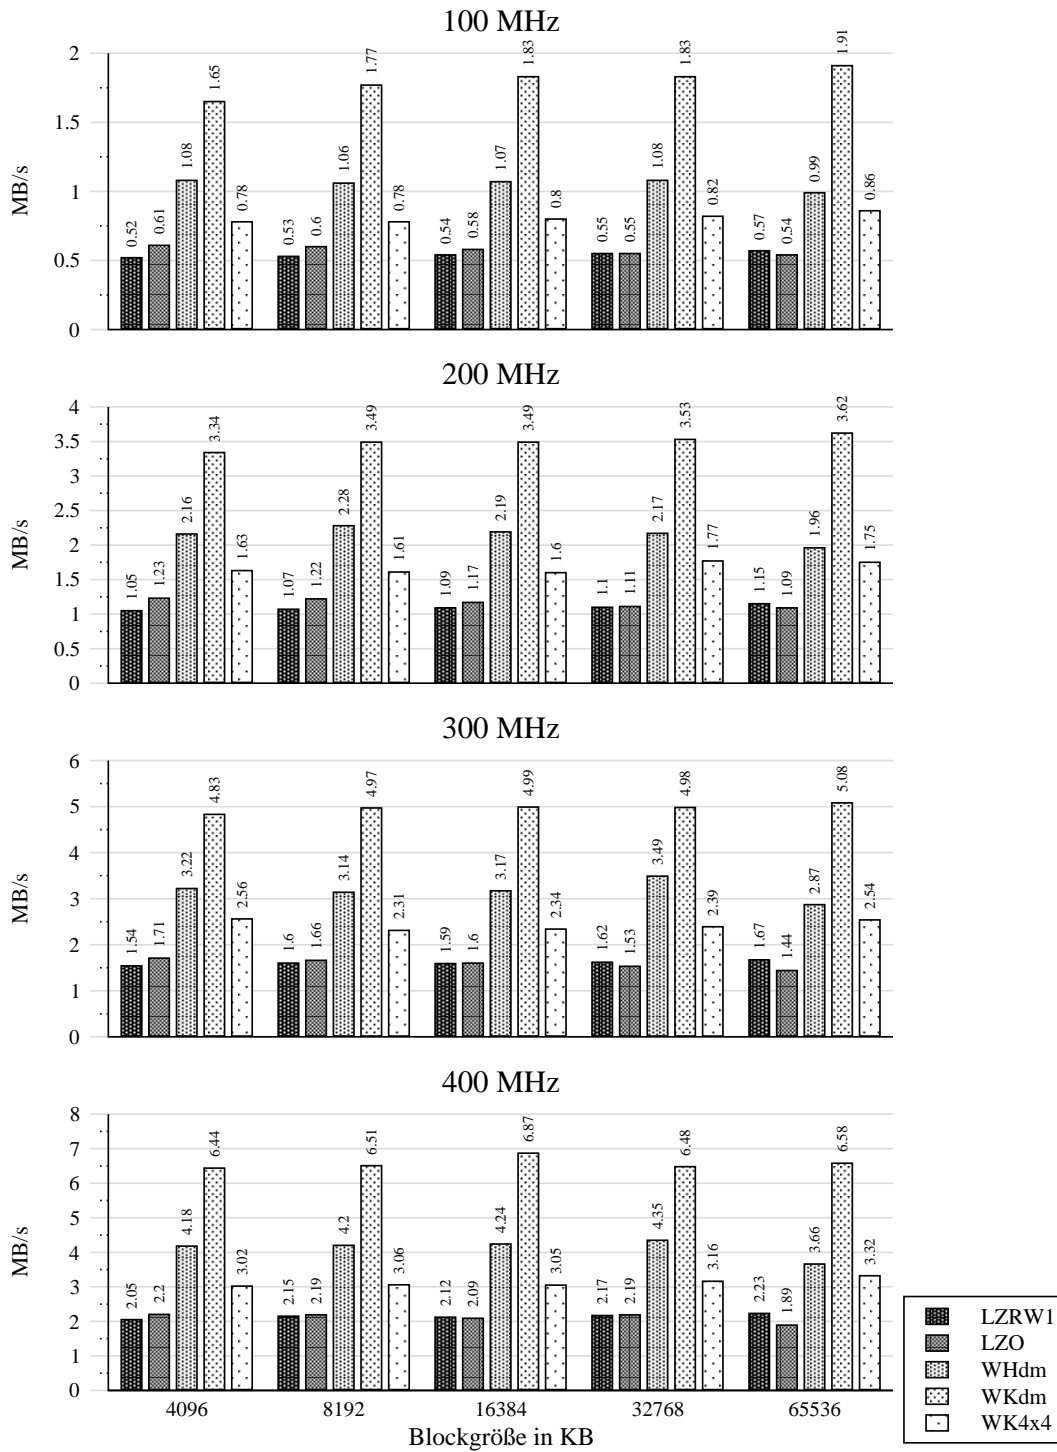 100 MHz
MB/s
2
1.5
1
0.5
0
0.52 0.61 1.08 1.65 0.78
0.53 0.6 1.06 1.77 0.78
0.54 0.58 1.07 1.83 0.8
0.55 0.55 1.08 1.83 0.82
0.57 0.54 0.99 1.91 0.86
200 MHz
MB/s
4
3.5
3
2.5
2
1.5
1
0.5
0
1.05 1.23 2.16 3.34 1.63
1.07 1.22 2.28 3.49 1.61
1.09 1.17 2.19 3.49 1.6
1.1 1.11 2.17 3.53 1.77
1.15 1.09 1.96 3.62 1.75
300 MHz
MB/s
6
5
4
3
2
1
0
1.54 1.71 3.22 4.83 2.56
1.6 1.66 3.14 4.97 2.31
1.59 1.6 3.17 4.99 2.34
1.62 1.53 3.49 4.98 2.39
1.67 1.44 2.87 5.08 2.54
400 MHz
MB/s
8
7
6
5
4
3
2
1
0
2.05 2.2 4.18 6.44 3.02
2.15 2.19 4.2 6.51 3.06
2.12 2.09 4.24 6.87 3.05
2.17 2.19 4.35 6.48 3.16
2.23 1.89 3.66 6.58 3.32
4096 8192 16384 32768 65536
Blockgröße in KB
LZRW1
LZO
WHdm
WKdm
WK4x4